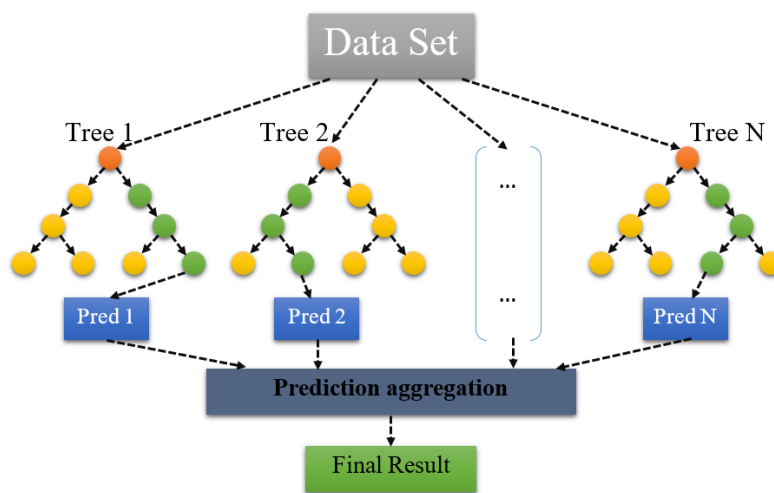 Data Set
Tree 1
Tree 2
Tree N
...
...
Pred 1
Pred 2
Pred N
Prediction aggregation
Final Result